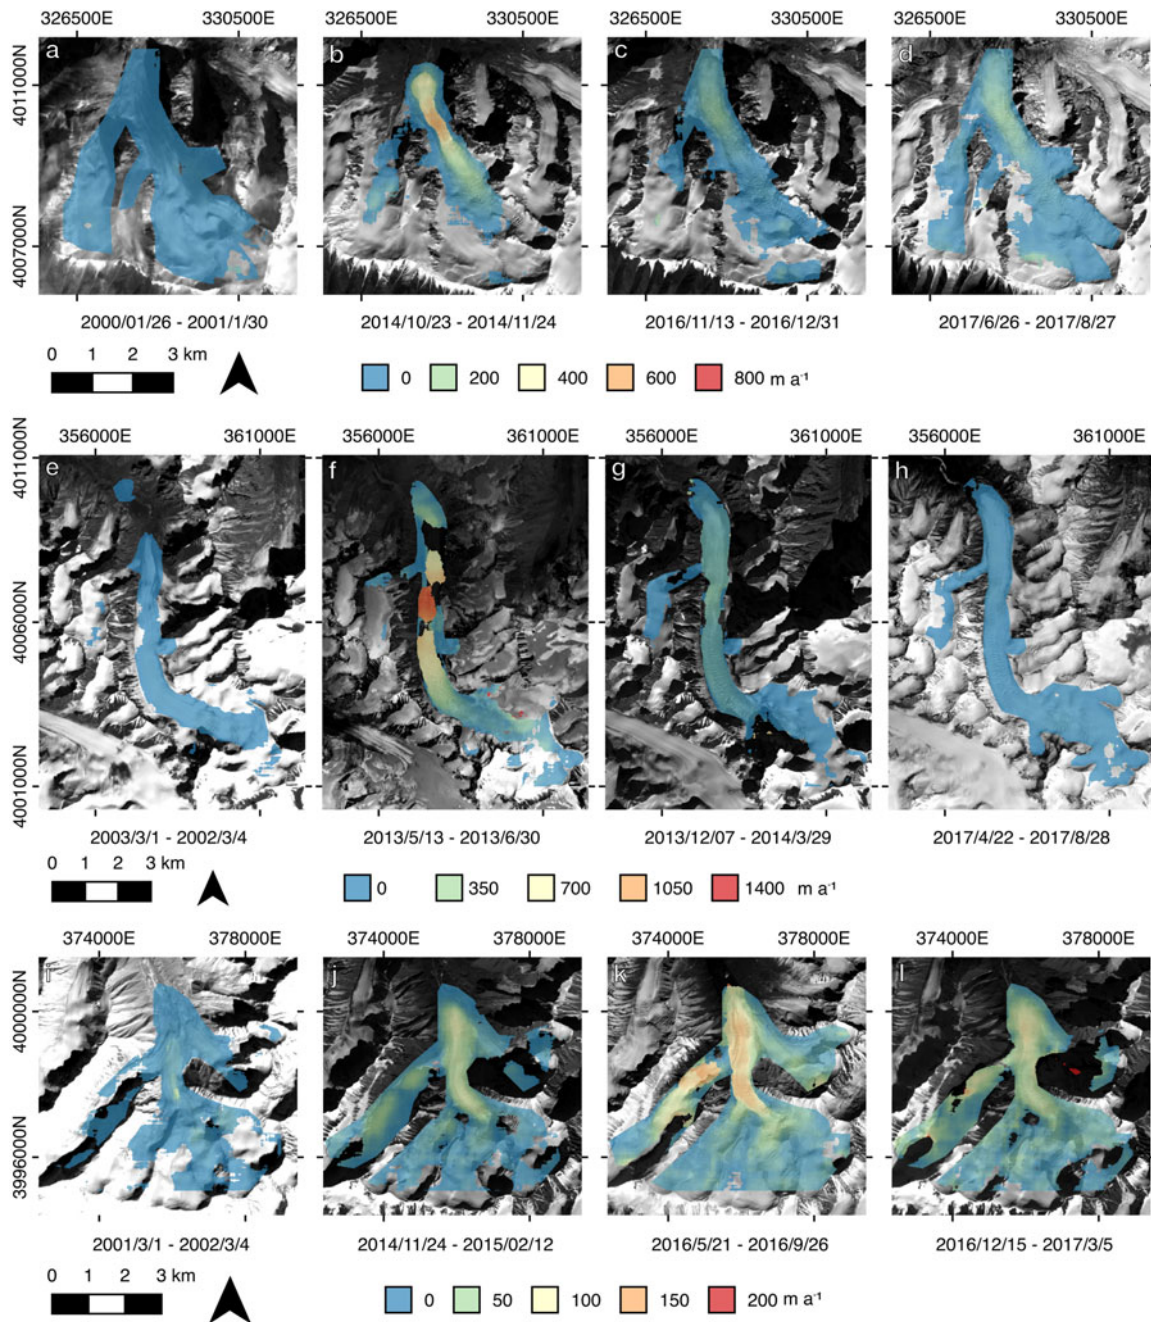 326500E 330500E 326500E 330500E 326500E 330500E 326500E 330500E
4011000N
4007000N
a b c d
2000/01/26 - 2001/1/30 2014/10/23 - 2014/11/24 2016/11/13 - 2016/12/31 2017/6/26 - 2017/8/27
0 1 2 3 km
0 200 400 600 800 m a⁻¹
356000E 361000E 356000E 361000E 356000E 361000E 356000E 361000E
4011000N
4006000N
4001000N
e f g h
2003/3/1 - 2002/3/4 2013/5/13 - 2013/6/30 2013/12/07 - 2014/3/29 2017/4/22 - 2017/8/28
0 1 2 3 km
0 350 700 1050 1400 m a⁻¹
374000E 378000E 374000E 378000E 374000E 378000E 374000E 378000E
4000000N
3996000N
i j k l
2001/3/1 - 2002/3/4 2014/11/24 - 2015/02/12 2016/5/21 - 2016/9/26 2016/12/15 - 2017/3/5
0 1 2 3 km
0 50 100 150 200 m a⁻¹